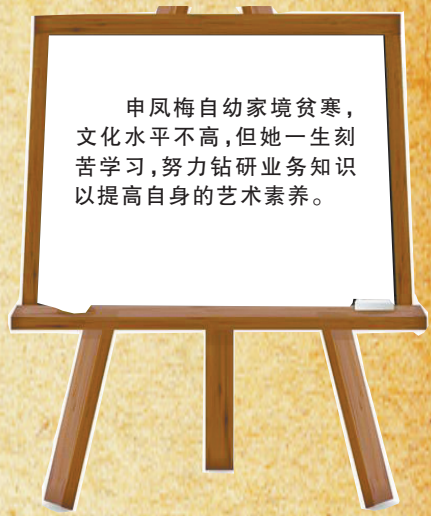 申凤梅自幼家境贫寒，
文化水平不高，但她一生刻
苦学习，努力钻研业务知识
以提高自身的艺术素养。